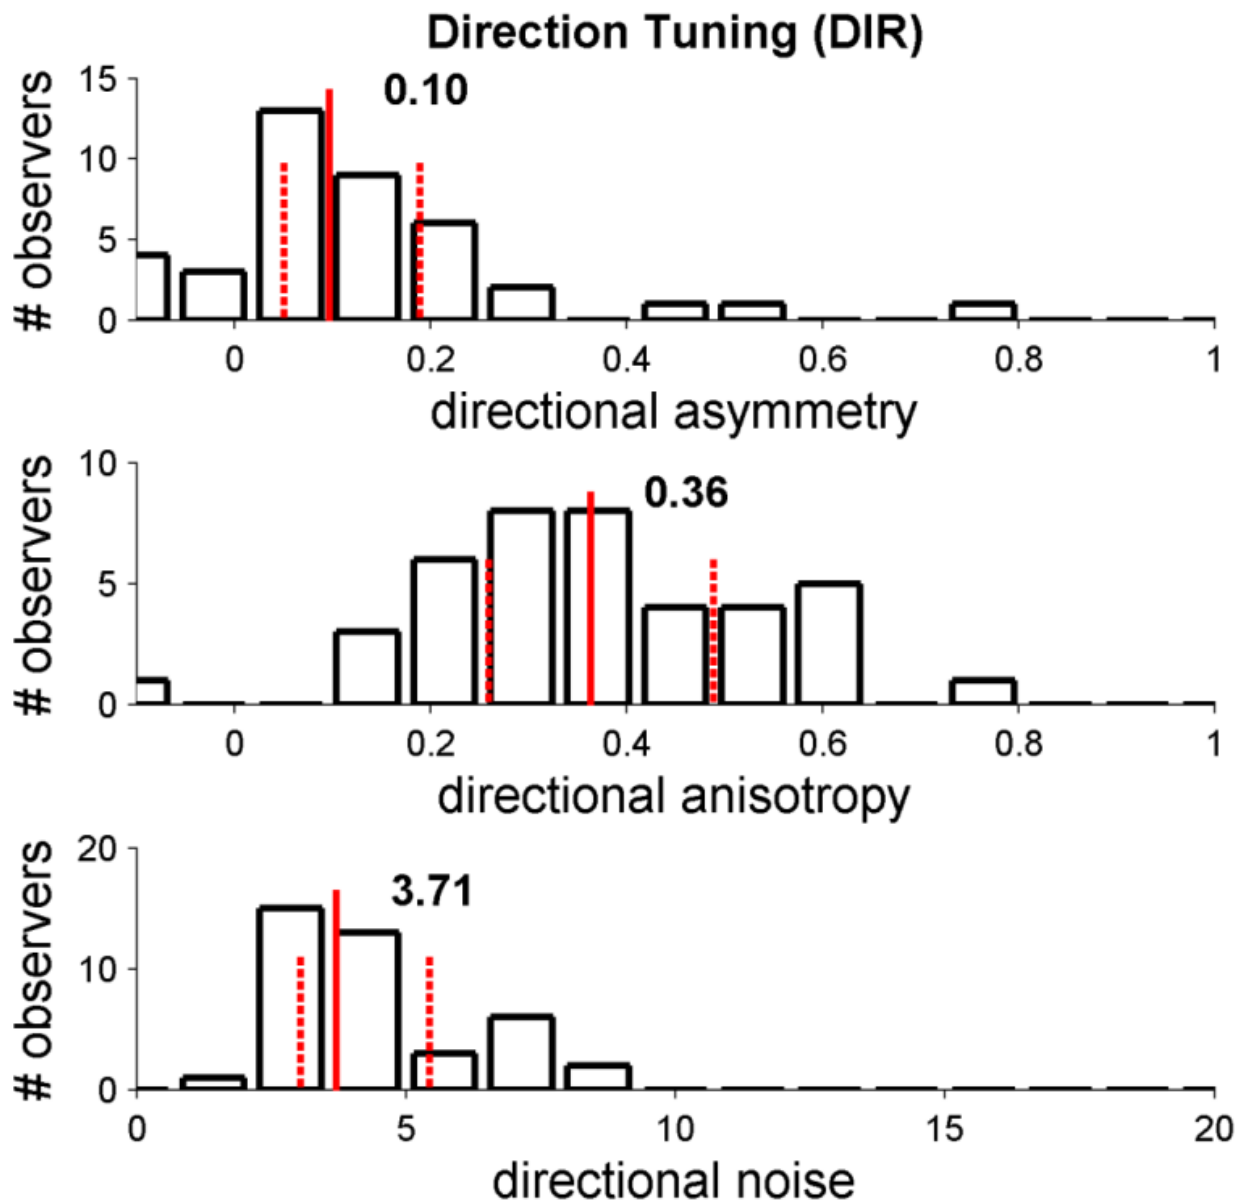 Direction Tuning (DIR)
# observers
15
10
5
0
0.10
0 0.2 0.4 0.6 0.8 1
directional asymmetry
# observers
10
5
0
0.36
0 0.2 0.4 0.6 0.8 1
directional anisotropy
# observers
20
10
0
3.71
0 5 10 15 20
directional noise